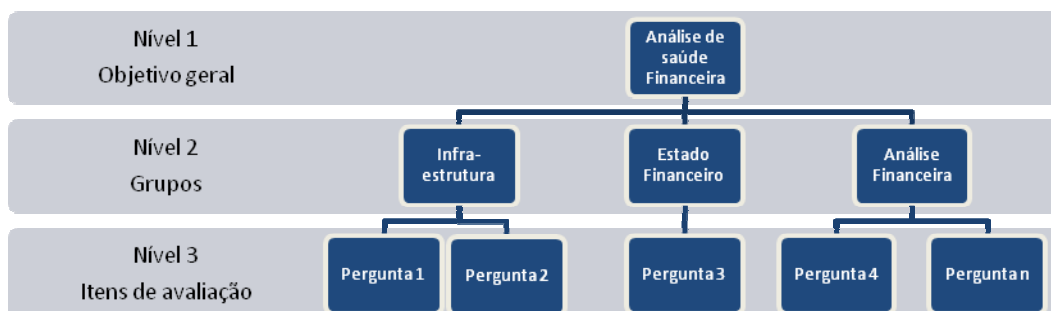 Nível 1
Objetivo geral
Análise de
saúde
Financeira
Nível 2
Grupos
Infra-
estrutura
Estado
Financeiro
Análise
Financeira
Nível 3
Itens de avaliação
Pergunta 1
Pergunta 2
Pergunta 3
Pergunta 4
Pergunta n